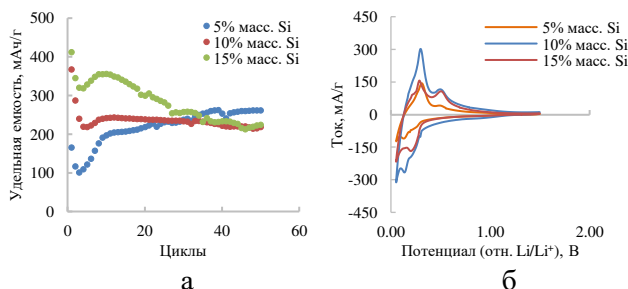 Удельная емкость, мАч/г
500
400
300
200
100
0
0
20
40
60
Циклы
5% масс. Si
10% масс. Si
15% масс. Si
а
Ток, мА/г
450
300
150
0
-150
-300
-450
0.00
1.00
2.00
Потенциал (отн. Li/Li⁺), В
5% масс. Si
10% масс. Si
15% масс. Si
б